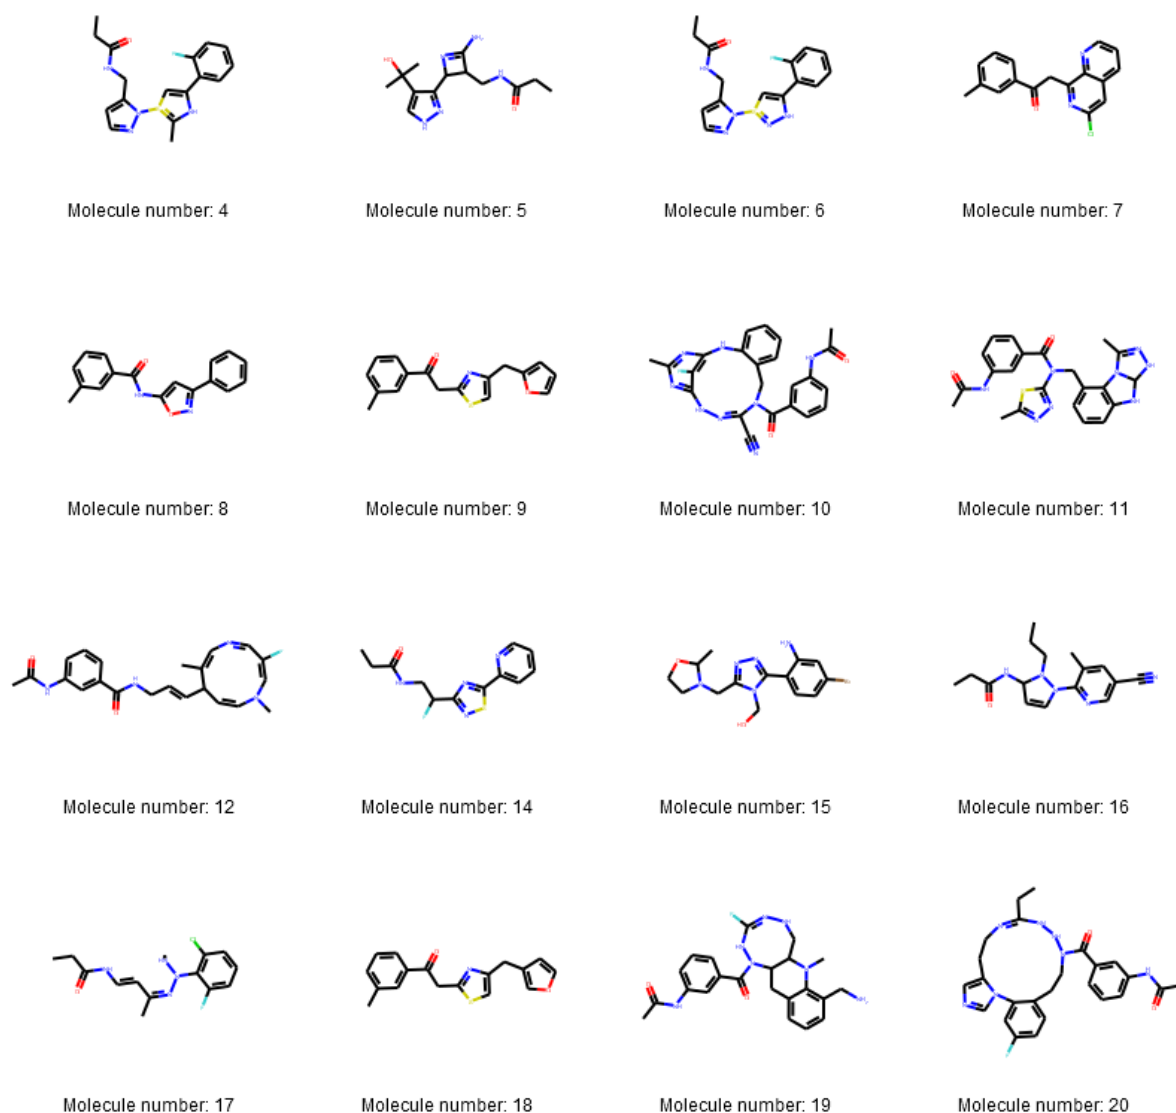 Molecule number: 4
Molecule number: 5
Molecule number: 6
Molecule number: 7
Molecule number: 8
Molecule number: 9
Molecule number: 10
Molecule number: 11
Molecule number: 12
Molecule number: 14
Molecule number: 15
Molecule number: 16
Molecule number: 17
Molecule number: 18
Molecule number: 19
Molecule number: 20